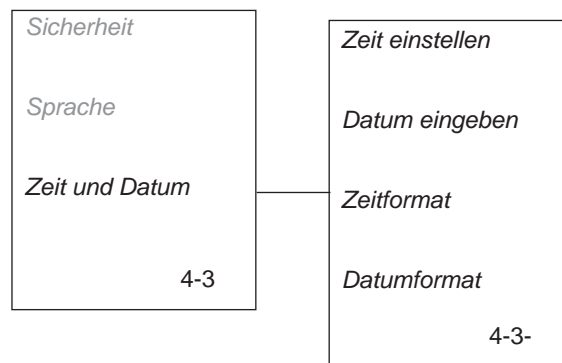 Sicherheit
Sprache
Zeit und Datum
4-3
Zeit einstellen
Datum eingeben
Zeitformat
Datumformat
4-3-